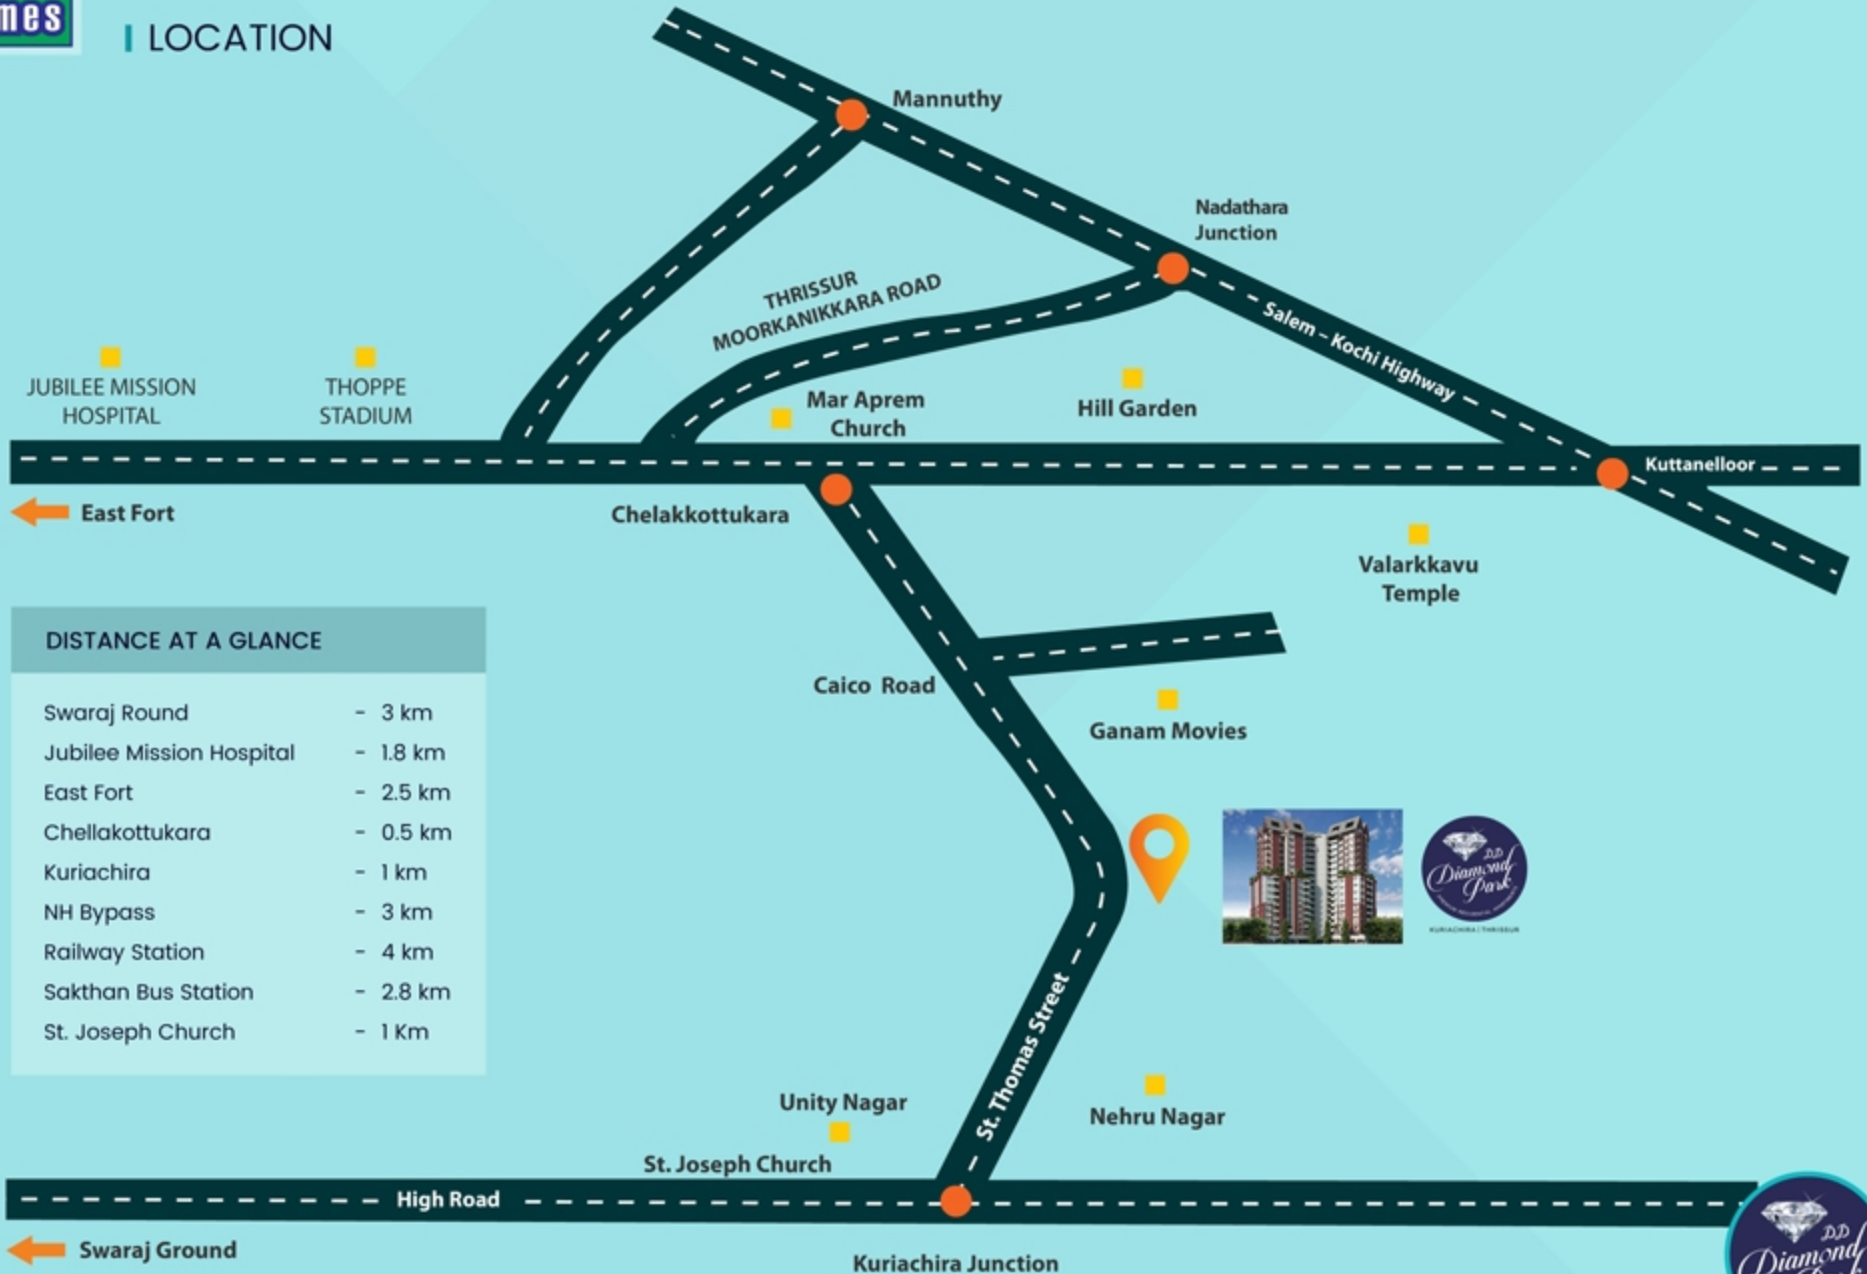 mes
LOCATION
Mannuthy
Nadathara
Junction
THRISSUR
MOORKANIKKARA ROAD
Salem – Kochi Highway
JUBILEE MISSION
HOSPITAL
THOPPE
STADIUM
Mar Aprem
Church
Hill Garden
Kuttanelloor
East Fort
Chelakkottukara
Valarkkavu
Temple
DISTANCE AT A GLANCE
Swaraj Round - 3 km
Jubilee Mission Hospital - 1.8 km
East Fort - 2.5 km
Chellakottukara - 0.5 km
Kuriachira - 1 km
NH Bypass - 3 km
Railway Station - 4 km
Sakthan Bus Station - 2.8 km
St. Joseph Church - 1 Km
Caico Road
Ganam Movies
DD
Diamond
Park
KURIACHIRA | THRISSUR
St. Thomas Street
Unity Nagar
Nehru Nagar
St. Joseph Church
High Road
Swaraj Ground
Kuriachira Junction
DD
Diamond